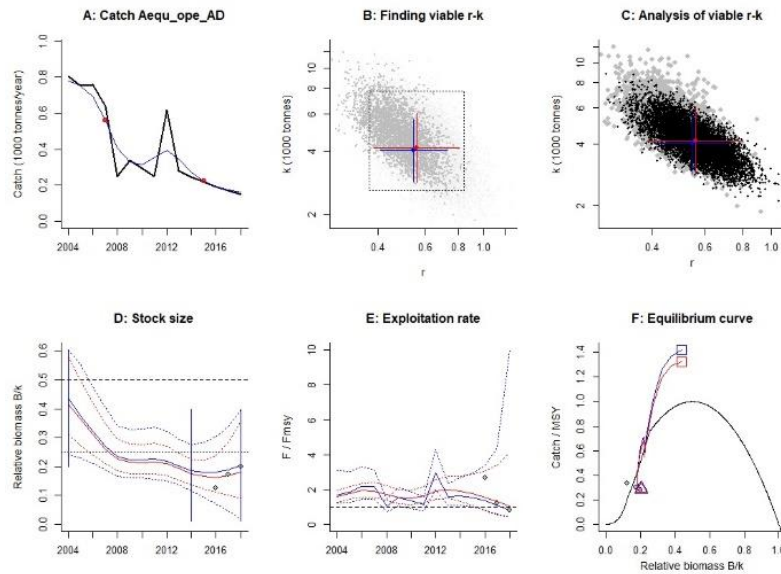 A: Catch Aequ_ope_AD
Catch (1000 tonnes/year)
1.0
0.8
0.6
0.4
0.2
0.0
2004 2008 2012 2016
B: Finding viable r-k
k (1000 tonnes)
10
6
4
2
0.4 0.6 0.8 1.0
r
C: Analysis of viable r-k
k (1000 tonnes)
10
6
4
2
0.4 0.6 0.8 1.0
r
D: Stock size
Relative biomass B/k
0.6
0.5
0.4
0.3
0.2
0.1
0.0
2004 2008 2012 2016
E: Exploitation rate
F / Fmsy
10
8
6
4
2
0
2004 2008 2012 2016
F: Equilibrium curve
Catch / MSY
1.4
1.2
1.0
0.8
0.6
0.4
0.2
0.0
0.0 0.2 0.4 0.6 0.8 1.0
Relative biomass B/k